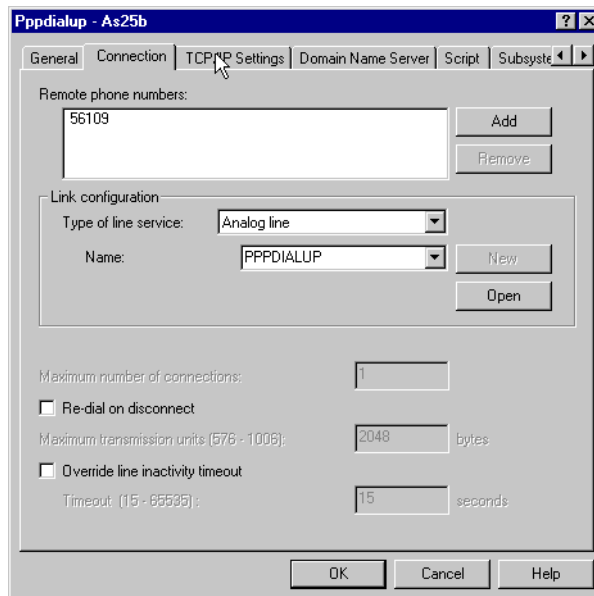 Pppdialup - As25b
General Connection TCP/IP Settings Domain Name Server Script Subsyste
Remote phone numbers:
56109
Add
Remove
Link configuration
Type of line service: Analog line
Name: PPPDIALUP New
Open
Maximum number of connections: 1
Re-dial on disconnect
Maximum transmission units (576 - 1006): 2048 bytes
Override line inactivity timeout
Timeout (15 - 65535) : 15 seconds
OK Cancel Help